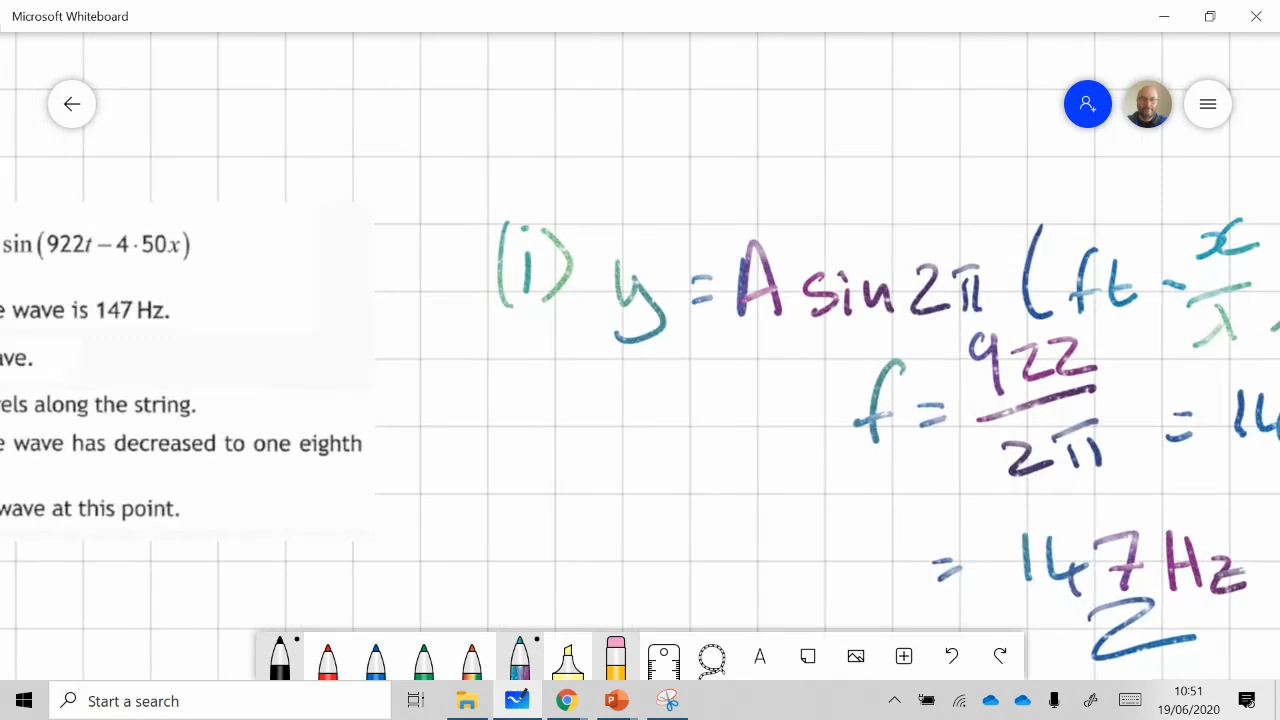 Microsoft Whiteboard
sin(922t − 4·50x)
e wave is 147 Hz.
ave.
els along the string.
e wave has decreased to one eighth
wave at this point.
(i) y = A sin 2π (ft - x/λ
f = 922/2π = 14
= 147 Hz
A
Start a search
10:51
19/06/2020